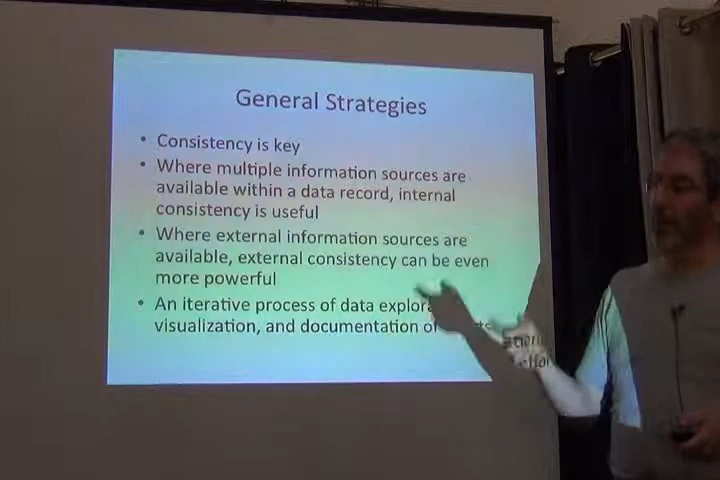 General Strategies
• Consistency is key
• Where multiple information sources are
available within a data record, internal
consistency is useful
• Where external information sources are
available, external consistency can be even
more powerful
• An iterative process of data
visualization, and documentation